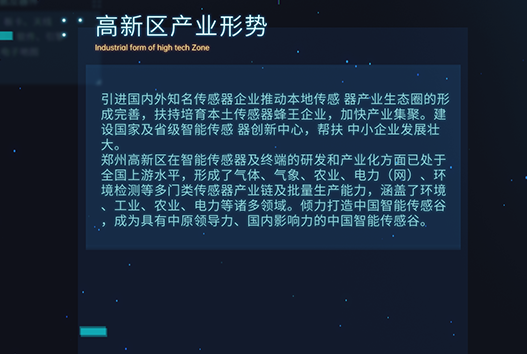 高新区产业形势
Industrial form of high tech Zone
引进国内外知名传感器企业推动本地传感 器产业生态圈的形
成完善，扶持培育本土传感器蜂王企业，加快产业集聚。建
设国家及省级智能传感 器创新中心，帮扶 中小企业发展壮
大。
郑州高新区在智能传感器及终端的研发和产业化方面已处于
全国上游水平，形成了气体、气象、农业、电力（网）、环
境检测等多门类传感器产业链及批量生产能力，涵盖了环境
、工业、农业、电力等诸多领域。倾力打造中国智能传感谷
，成为具有中原领导力、国内影响力的中国智能传感谷。